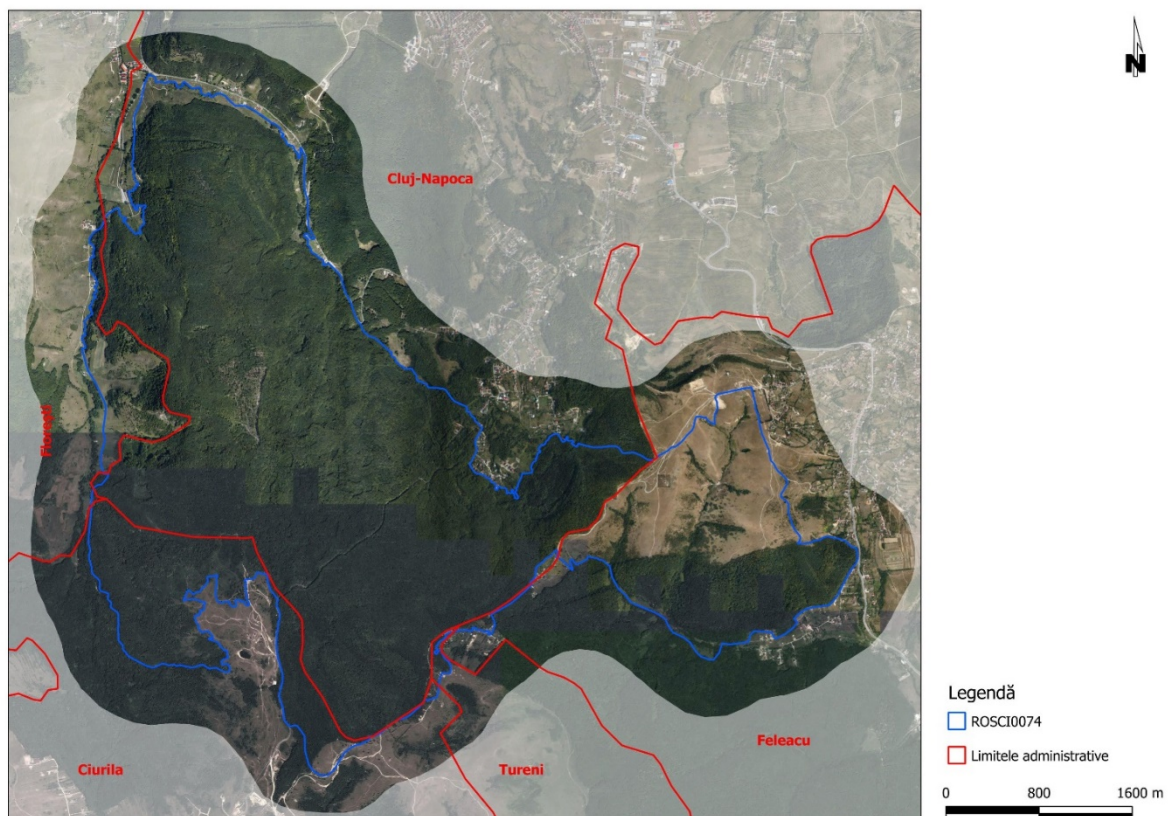 N
Cluj-Napoca
Florești
Ciurila
Tureni
Feleacu
Legendă
ROSCI0074
Limitele administrative
0 800 1600 m